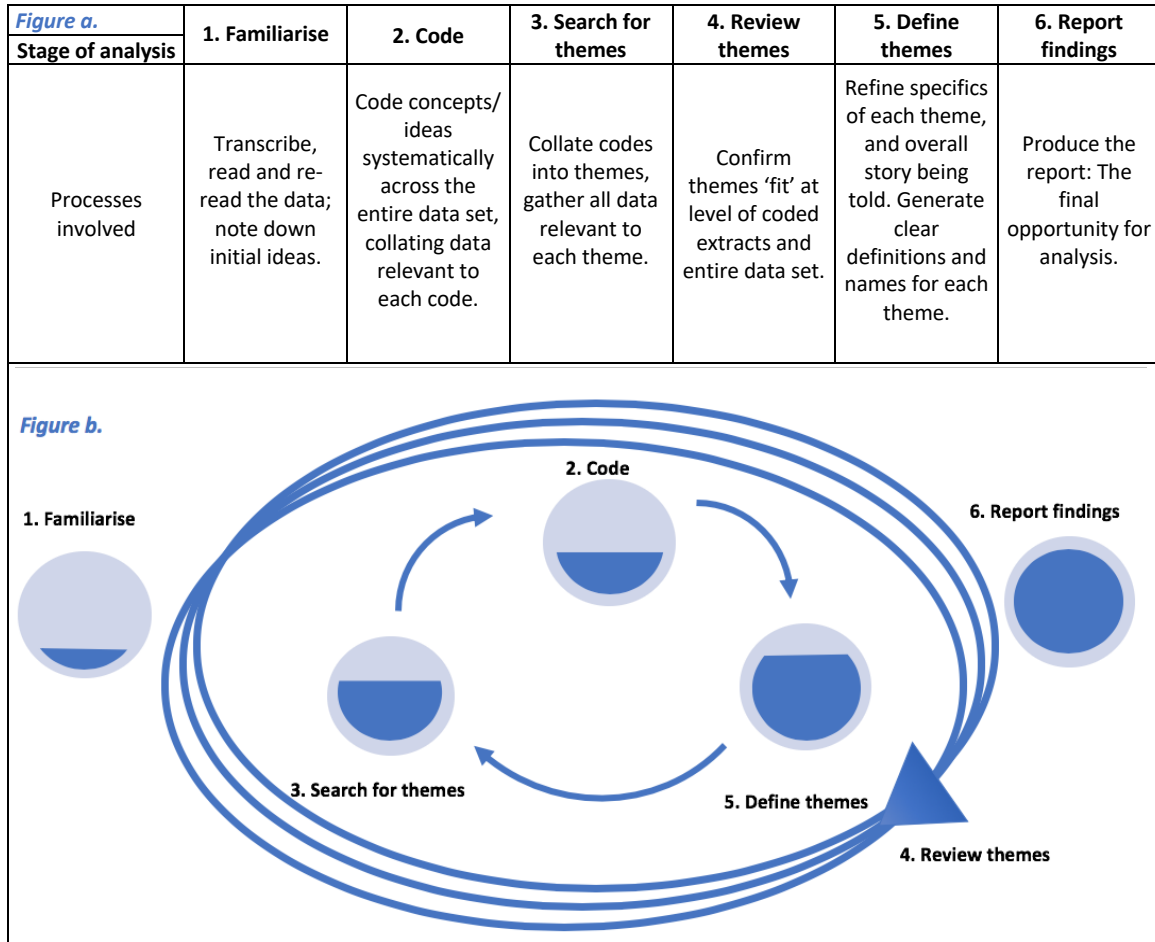 Figure a.
Stage of analysis
1. Familiarise
2. Code
3. Search for
themes
4. Review
themes
5. Define
themes
6. Report
findings
Processes
involved
Transcribe,
read and re-
read the data;
note down
initial ideas.
Code concepts/
ideas
systematically
across the
entire data set,
collating data
relevant to
each code.
Collate codes
into themes,
gather all data
relevant to
each theme.
Confirm
themes ‘fit’ at
level of coded
extracts and
entire data set.
Refine specifics
of each theme,
and overall
story being
told. Generate
clear
definitions and
names for each
theme.
Produce the
report: The
final
opportunity for
analysis.
Figure b.
2. Code
1. Familiarise
6. Report findings
3. Search for themes
5. Define themes
4. Review themes